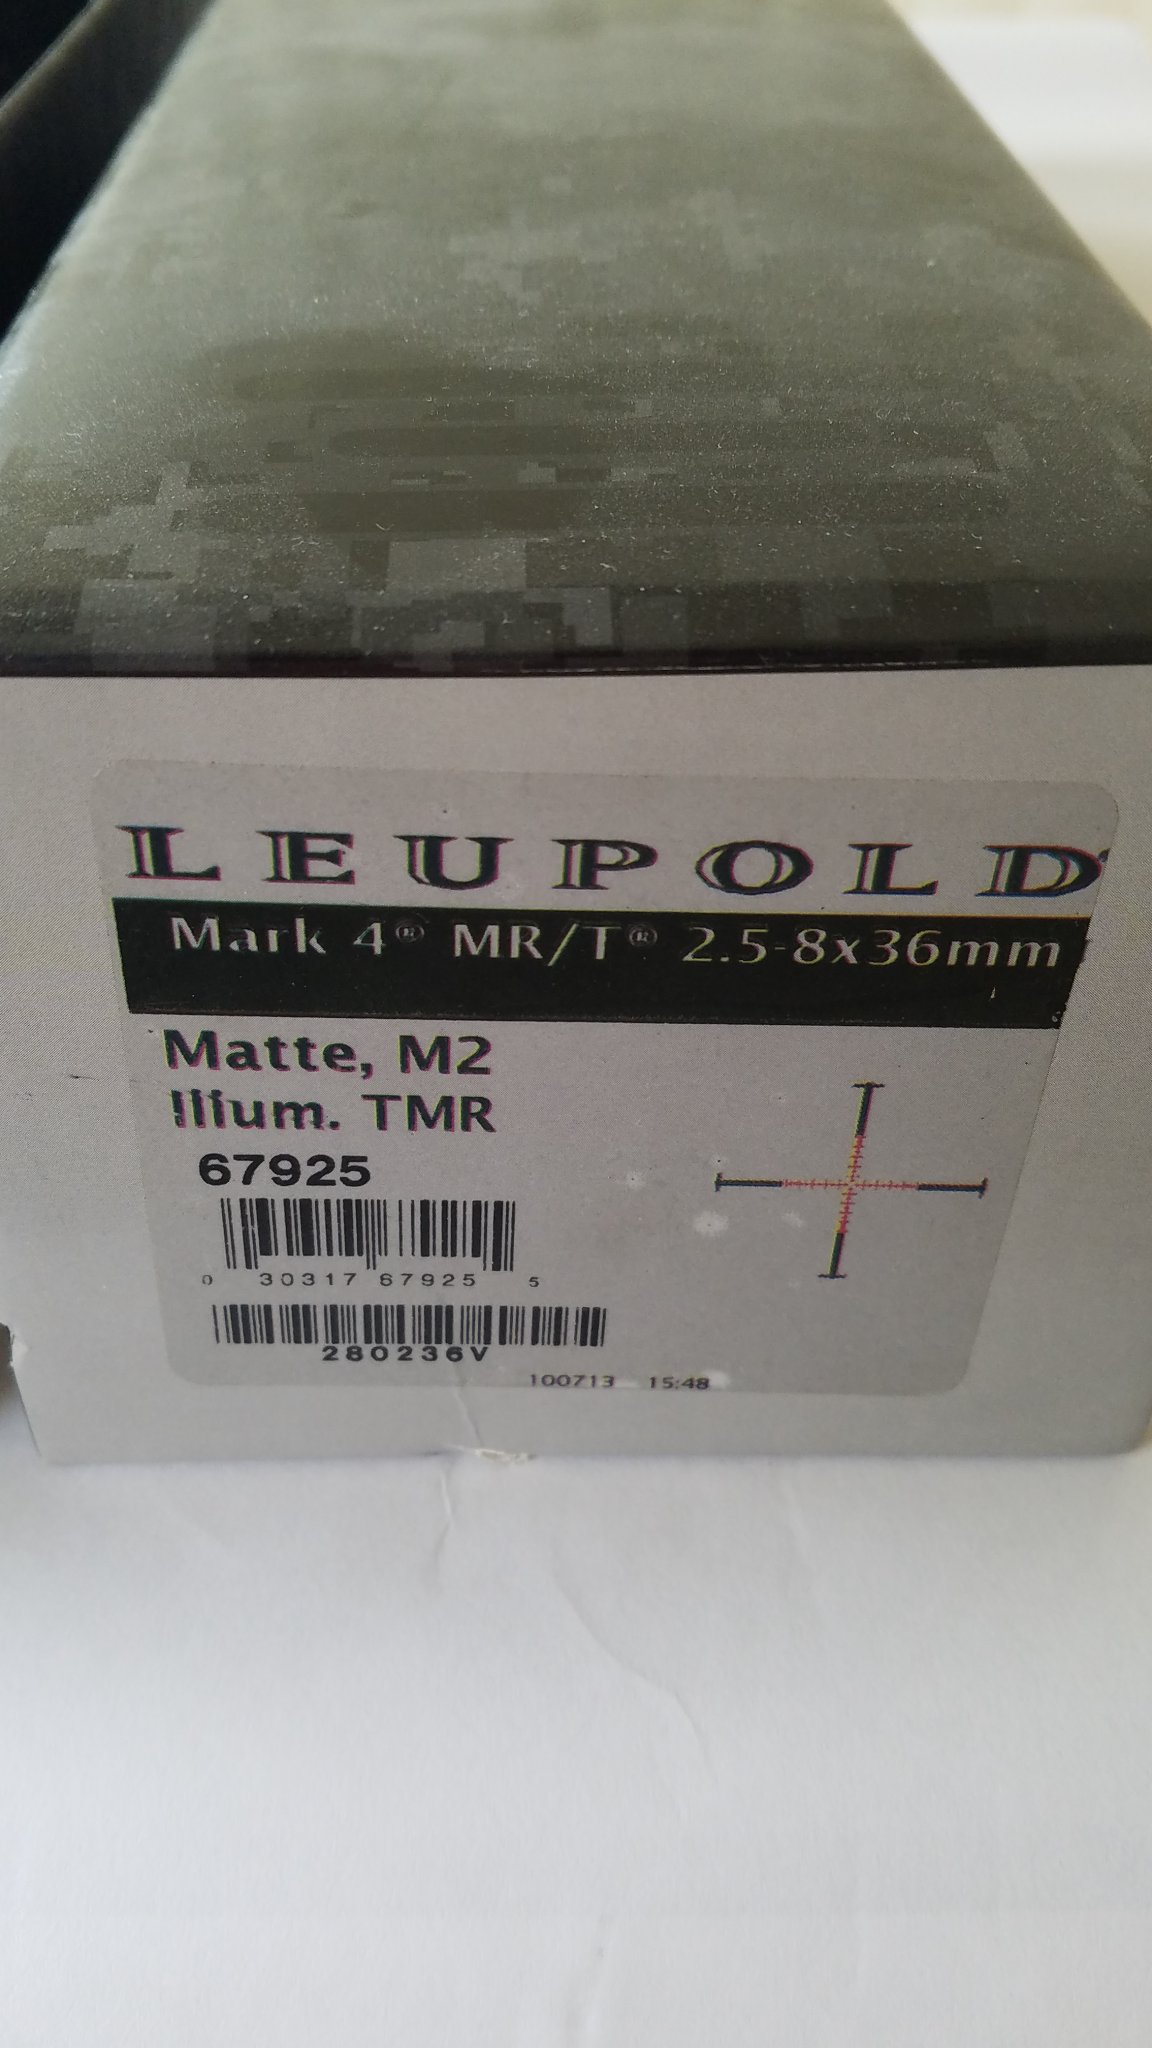 LEUPOLD®
Mark 4® MR/T® 2.5-8x36mm
Matte, M2
Illum. TMR
67925
0 30317 67925 5
280236V
100713 15:48